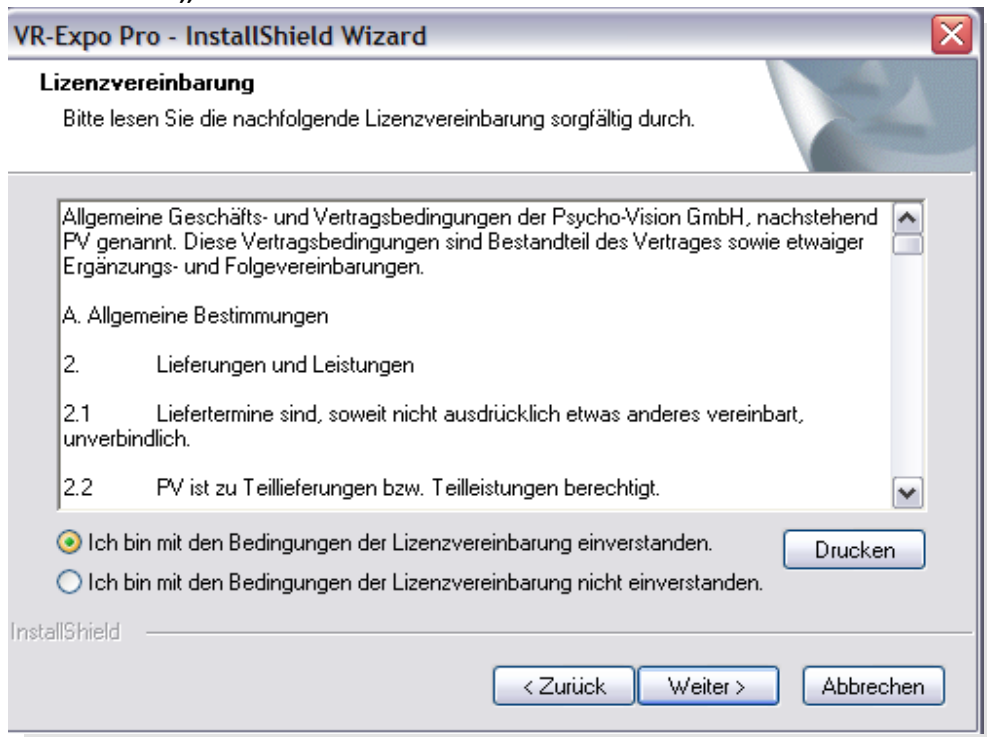 VR-Expo Pro - InstallShield Wizard
Lizenzvereinbarung
Bitte lesen Sie die nachfolgende Lizenzvereinbarung sorgfältig durch.
Allgemeine Geschäfts- und Vertragsbedingungen der Psycho-Vision GmbH, nachstehend
PV genannt. Diese Vertragsbedingungen sind Bestandteil des Vertrages sowie etwaiger
Ergänzungs- und Folgevereinbarungen.
A. Allgemeine Bestimmungen
2. Lieferungen und Leistungen
2.1 Liefertermine sind, soweit nicht ausdrücklich etwas anderes vereinbart,
unverbindlich.
2.2 PV ist zu Teillieferungen bzw. Teilleistungen berechtigt.
Ich bin mit den Bedingungen der Lizenzvereinbarung einverstanden.
Drucken
Ich bin mit den Bedingungen der Lizenzvereinbarung nicht einverstanden.
InstallShield
< Zurück Weiter > Abbrechen